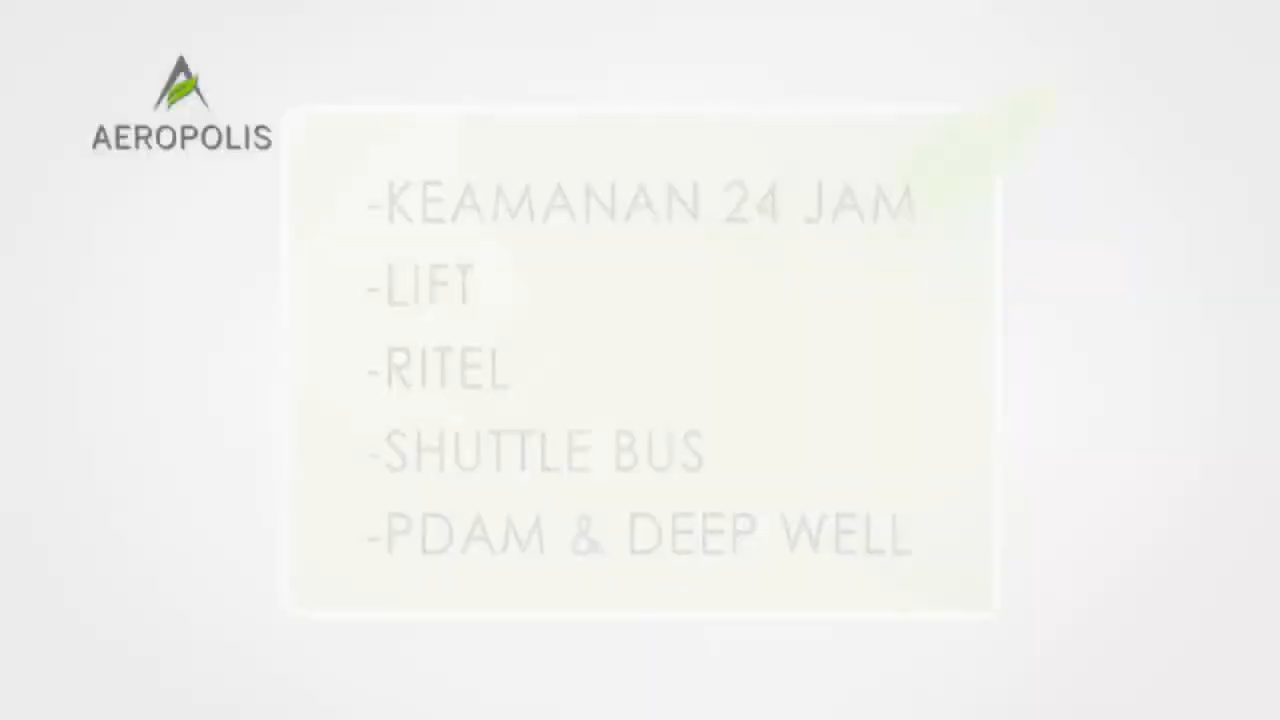 AEROPOLIS
-KEAMANAN 24 JAM
-LIFT
-RITEL
-SHUTTLE BUS
-PDAM & DEEP WELL